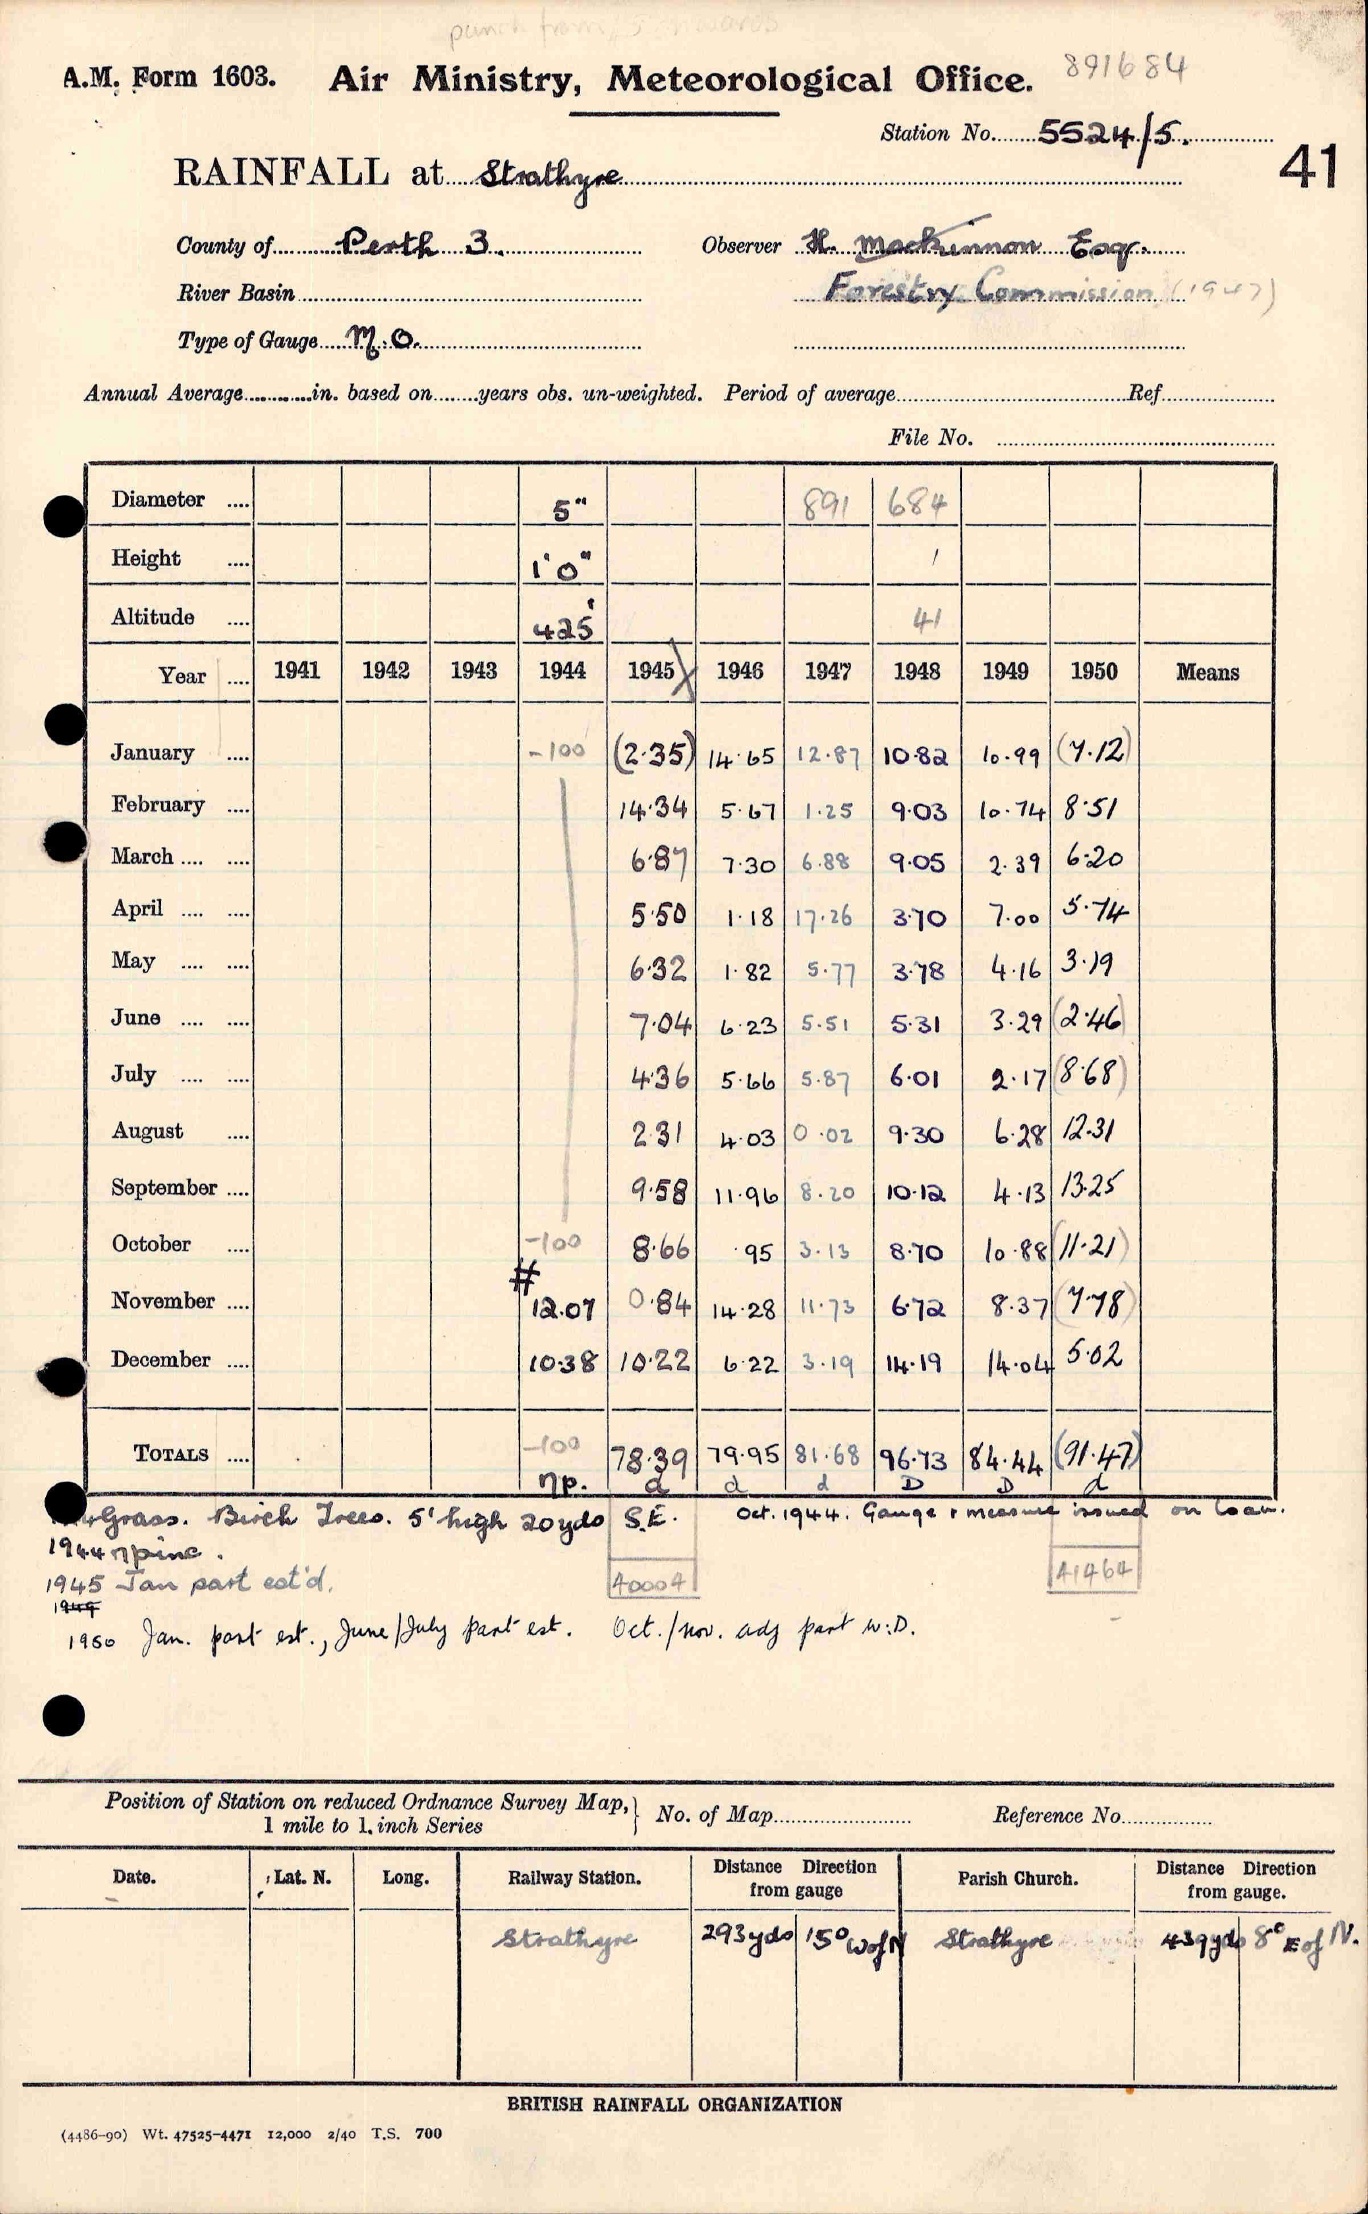 punch from
A.M. Form 1603. Air Ministry, Meteorological Office. 891684
Station No. 5524/5.
41
RAINFALL at Strathyre
County of Perth 3. Observer H. Mackinnon Esq.
River Basin Forestry Commission (1947)
Type of Gauge M.O.
Annual Average in. based on years obs. un-weighted. Period of average Ref
File No.
Diameter .... 5" 891 684
Height .... 1' 0" 1
Altitude .... 425' 41
Year .... 1941 1942 1943 1944 1945 X 1946 1947 1948 1949 1950 Means
January .... -100 (2.35) 14.65 12.87 10.82 10.99 (7.12)
February .... 14.34 5.67 1.25 9.03 10.74 8.51
March .... .... 6.87 7.30 6.88 9.05 2.39 6.20
April .... .... 5.50 1.18 17.26 3.70 7.00 5.74
May .... .... 6.32 1.82 5.77 3.78 4.16 3.19
June .... .... 7.04 6.23 5.51 5.31 3.29 (2.46)
July .... .... 4.36 5.66 5.87 6.01 2.17 (8.68)
August .... 2.31 4.03 0.02 9.30 6.28 12.31
September .... 9.58 11.96 8.20 10.12 4.13 13.25
October .... -100 8.66 .95 3.13 8.70 10.88 (11.21)
November .... # 12.07 0.84 14.28 11.73 6.72 8.37 (7.78)
December .... 10.38 10.22 6.22 3.19 14.19 14.04 5.02
TOTALS .... -100 78.39 79.95 81.68 96.73 84.44 (91.47)
np. d d d D D d
Grass. Birch Trees. 5' high 20yds S.E. Oct. 1944. Gauge & measure issued on loan.
1944 npinc.
1945 Jan part est'd. 40004 41464
1949
1950 Jan. part est., June/July part est. Oct./Nov. adj part W.D.
Position of Station on reduced Ordnance Survey Map, } No. of Map Reference No.
1 mile to 1 inch Series
Date. Lat. N. Long. Railway Station. Distance Direction from gauge Parish Church. Distance Direction from gauge.
Strathyre 293yds 15° W of N Strathyre 439yds 8° E of N.
BRITISH RAINFALL ORGANIZATION
(4486-90) Wt. 47525-4471 12,000 2/40 T.S. 700